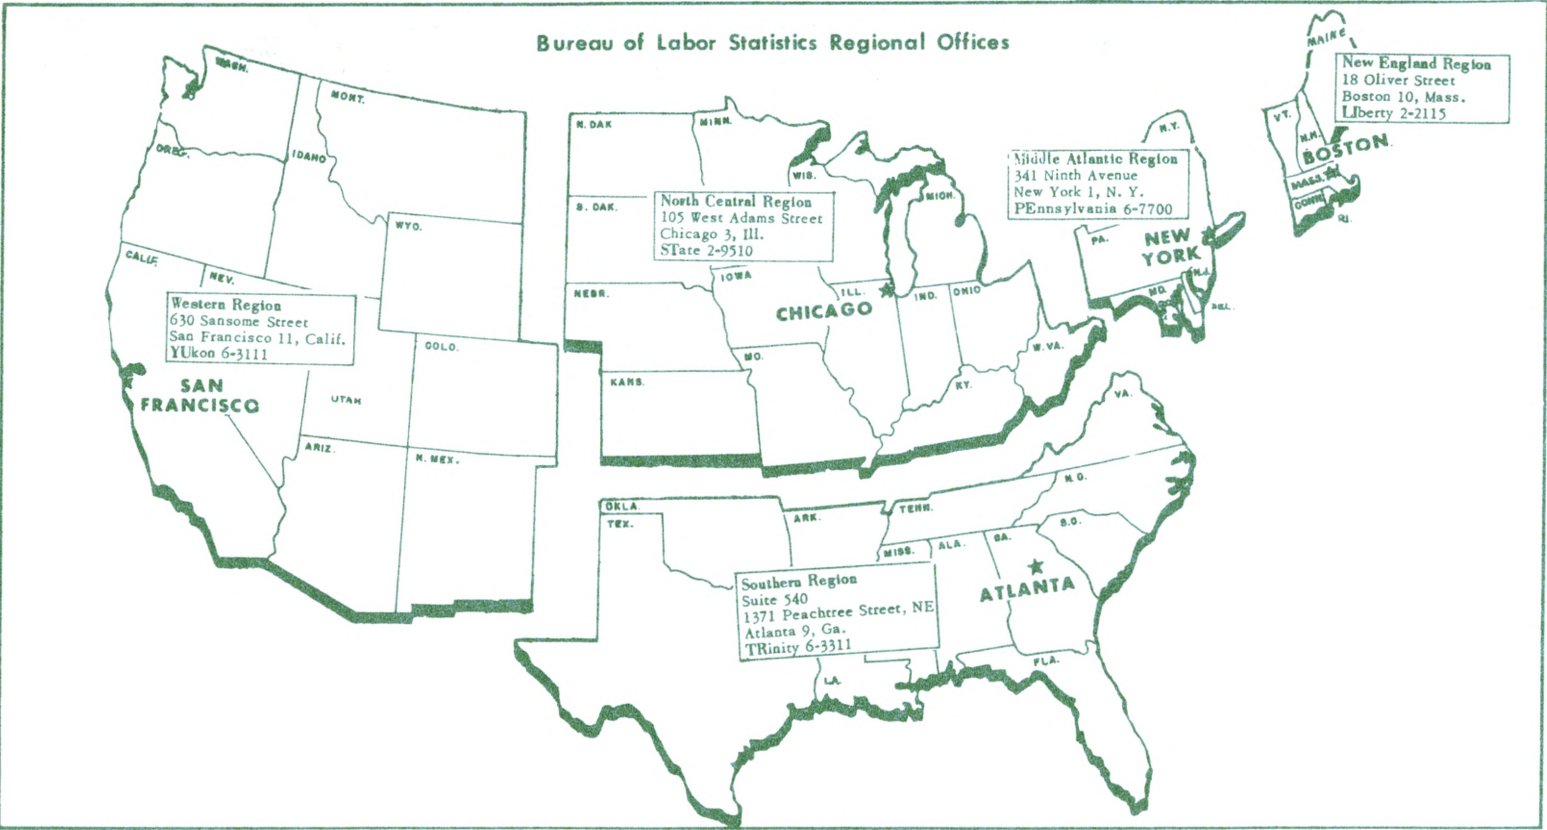 Bureau of Labor Statistics Regional Offices
MAINE
New England Region
18 Oliver Street
Boston 10, Mass.
LIberty 2-2115
VT.
N.H.
BOSTON
MASS.
CONN.
R.I.
N.Y.
Middle Atlantic Region
341 Ninth Avenue
New York 1, N. Y.
PEnnsylvania 6-7700
PA.
NEW
YORK
N.J.
MD.
DEL.
WASH.
MONT.
OREG.
IDAHO
WYO.
CALIF.
NEV.
Western Region
630 Sansome Street
San Francisco 11, Calif.
YUkon 6-3111
SAN
FRANCISCO
UTAH
COLO.
ARIZ.
N. MEX.
N. DAK
MINN.
WIS.
MICH.
S. DAK.
North Central Region
105 West Adams Street
Chicago 3, Ill.
STate 2-9510
IOWA
NEBR.
ILL.
IND.
OHIO
CHICAGO
MO.
KANS.
KY.
W.VA.
VA.
OKLA.
TEX.
ARK.
TENN.
N.C.
S.C.
MISS.
ALA.
GA.
ATLANTA
Southern Region
Suite 540
1371 Peachtree Street, NE
Atlanta 9, Ga.
TRinity 6-3311
LA.
FLA.